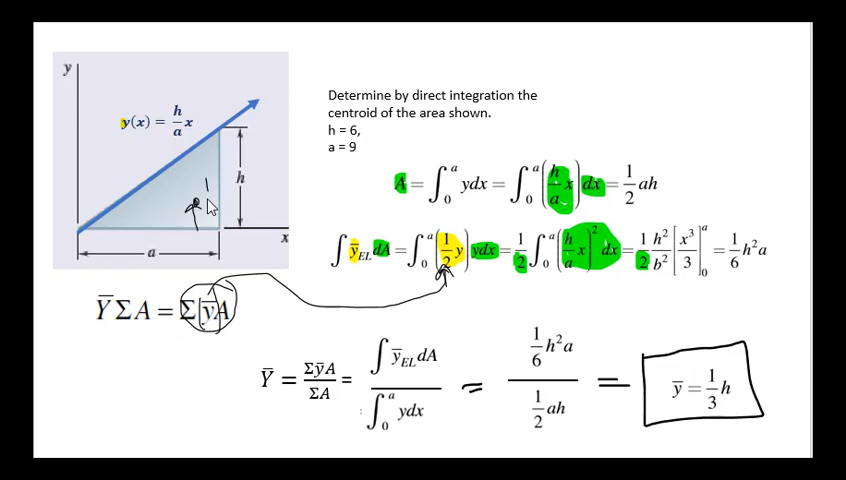 y
y(x) = h/a x
h
a
x
Determine by direct integration the
centroid of the area shown.
h = 6,
a = 9
A = ∫₀ᵃ ydx = ∫₀ᵃ (h/a x) dx = 1/2 ah
∫ ȳ_EL dA = ∫₀ᵃ (1/2 y) ydx = 1/2 ∫₀ᵃ (h/a x)² dx = 1/2 h²/b² [x³/3]₀ᵃ = 1/6 h²a
Ȳ Σ A = Σ ȳA
Ȳ = ΣȳA/ΣA = ∫ ȳ_EL dA / ∫₀ᵃ ydx = 1/6 h²a / 1/2 ah = ȳ = 1/3 h